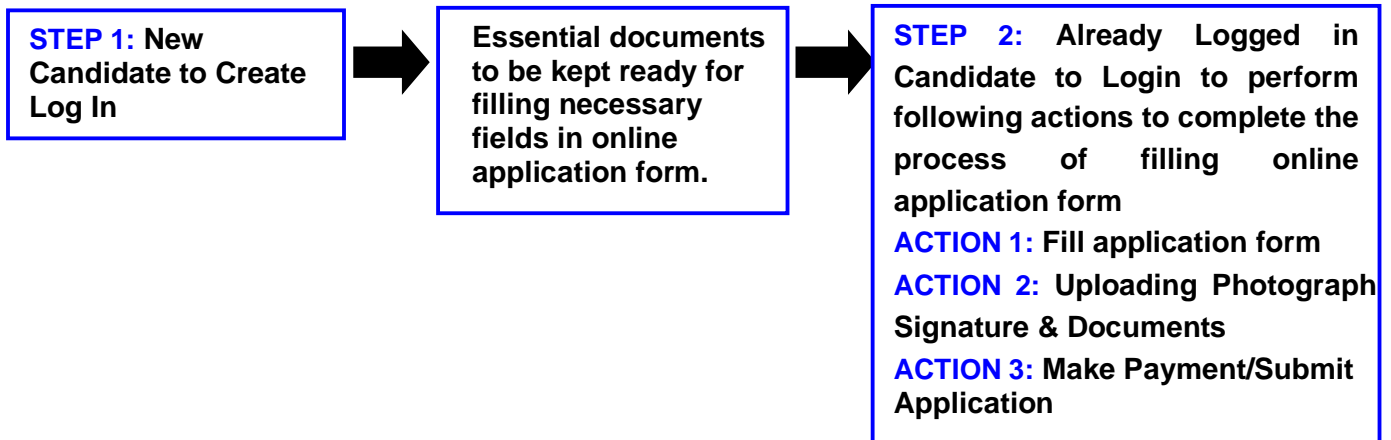 STEP 1: New
Candidate to Create
Log In
Essential documents
to be kept ready for
filling necessary
fields in online
application form.
STEP 2: Already Logged in
Candidate to Login to perform
following actions to complete the
process of filling online
application form
ACTION 1: Fill application form
ACTION 2: Uploading Photograph
Signature & Documents
ACTION 3: Make Payment/Submit
Application